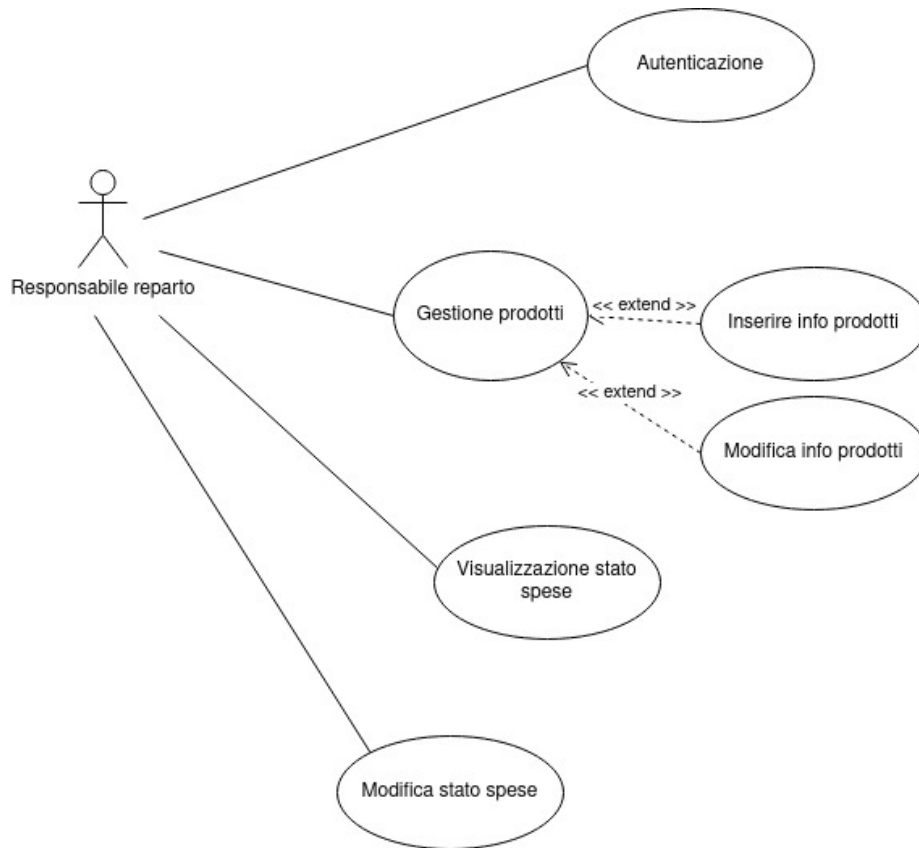 Autenticazione
Responsabile reparto
Gestione prodotti
<< extend >>
Inserire info prodotti
<< extend >>
Modifica info prodotti
Visualizzazione stato
spese
Modifica stato spese